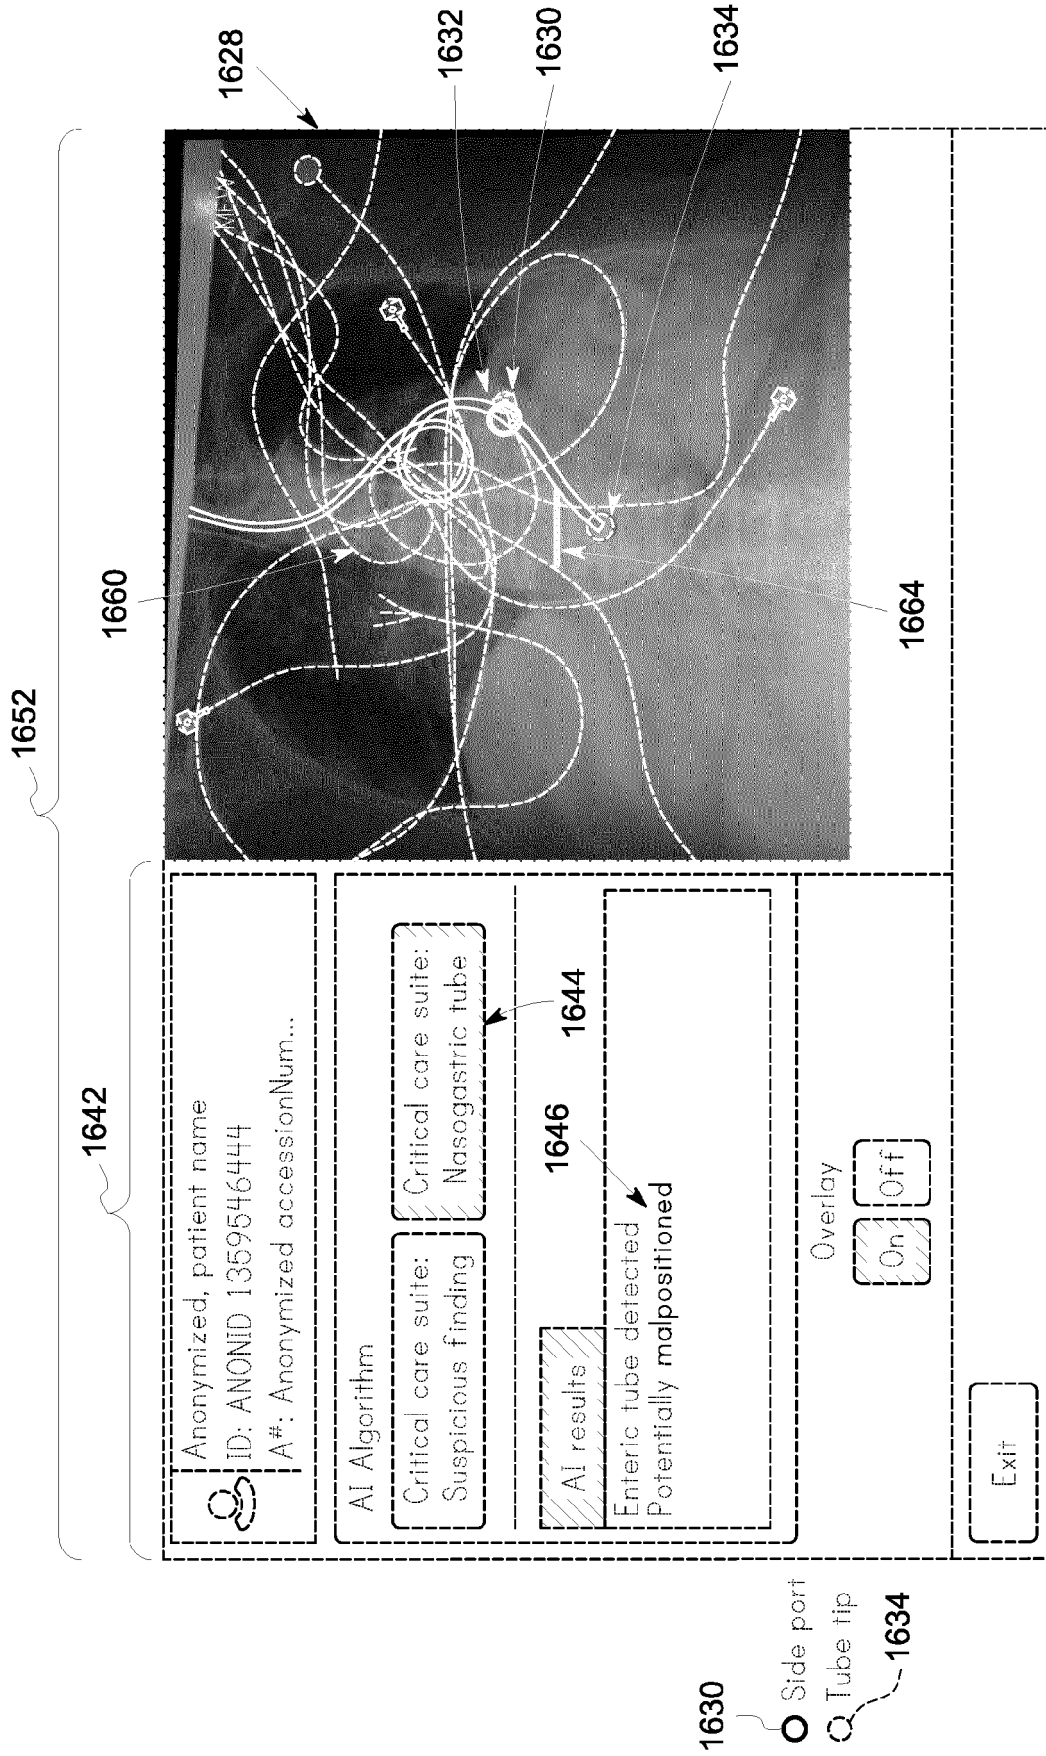 1652
1642
Anonymized, patient name
ID: ANONID 1359546444
A#: Anonymized accessionNum...
AI Algorithm
Critical care suite:
Suspicious finding
Critical care suite:
Nasogastric tube
1644
AI results
1646
Enteric tube detected
Potentially malpositioned
Overlay
On
Off
Exit
1660
1664
1628
1632
1630
1634
1630
Side port
Tube tip
1634